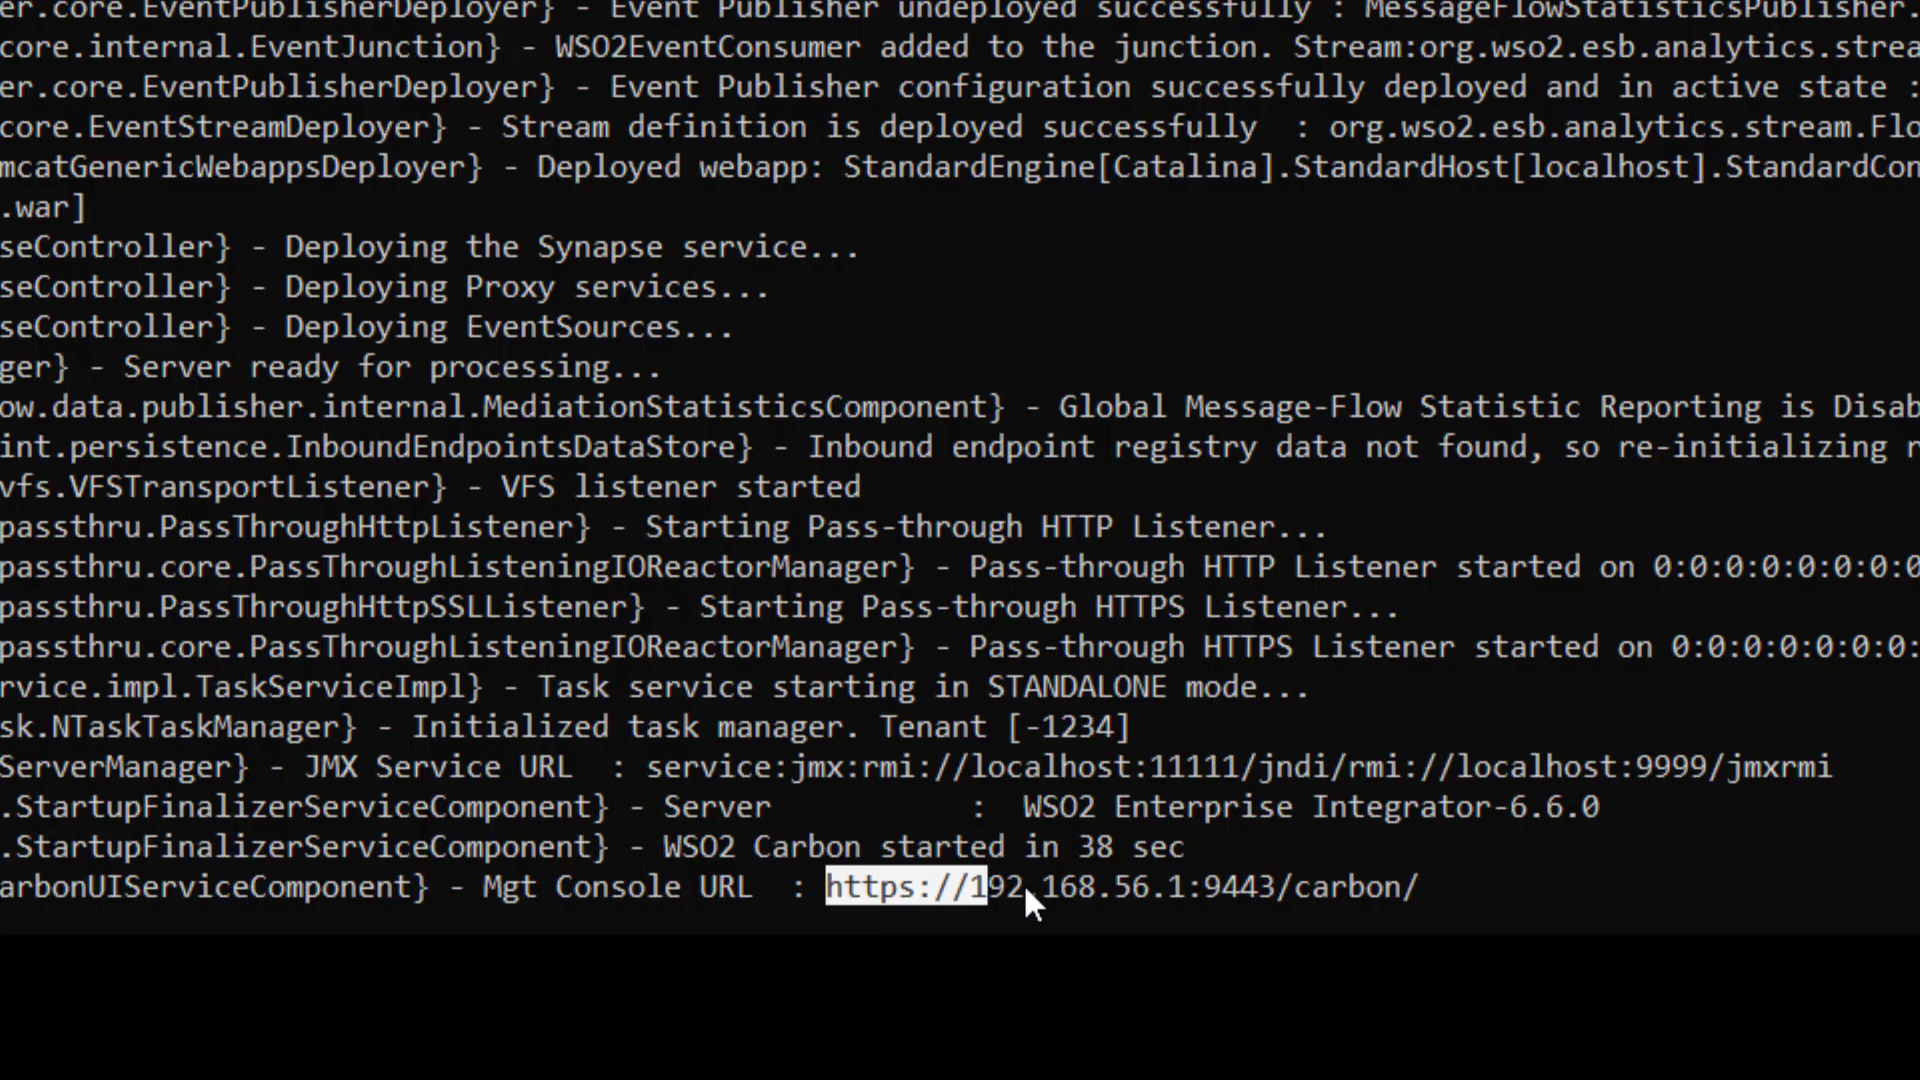 er.core.EventPublisherDeployer} - Event Publisher undeployed successfully : MessageFlowStatisticsPublisher.
core.internal.EventJunction} - WSO2EventConsumer added to the junction. Stream:org.wso2.esb.analytics.strea
er.core.EventPublisherDeployer} - Event Publisher configuration successfully deployed and in active state :
core.EventStreamDeployer} - Stream definition is deployed successfully  : org.wso2.esb.analytics.stream.Flo
mcatGenericWebappsDeployer} - Deployed webapp: StandardEngine[Catalina].StandardHost[localhost].StandardCon
.war]
seController} - Deploying the Synapse service...
seController} - Deploying Proxy services...
seController} - Deploying EventSources...
ger} - Server ready for processing...
ow.data.publisher.internal.MediationStatisticsComponent} - Global Message-Flow Statistic Reporting is Disab
int.persistence.InboundEndpointsDataStore} - Inbound endpoint registry data not found, so re-initializing r
vfs.VFSTransportListener} - VFS listener started
passthru.PassThroughHttpListener} - Starting Pass-through HTTP Listener...
passthru.core.PassThroughListeningIOReactorManager} - Pass-through HTTP Listener started on 0:0:0:0:0:0:0
passthru.PassThroughHttpSSLListener} - Starting Pass-through HTTPS Listener...
passthru.core.PassThroughListeningIOReactorManager} - Pass-through HTTPS Listener started on 0:0:0:0:0:0:
rvice.impl.TaskServiceImpl} - Task service starting in STANDALONE mode...
sk.NTaskTaskManager} - Initialized task manager. Tenant [-1234]
ServerManager} - JMX Service URL  : service:jmx:rmi://localhost:11111/jndi/rmi://localhost:9999/jmxrmi
.StartupFinalizerServiceComponent} - Server           :  WSO2 Enterprise Integrator-6.6.0
.StartupFinalizerServiceComponent} - WSO2 Carbon started in 38 sec
arbonUIServiceComponent} - Mgt Console URL  : https://192.168.56.1:9443/carbon/